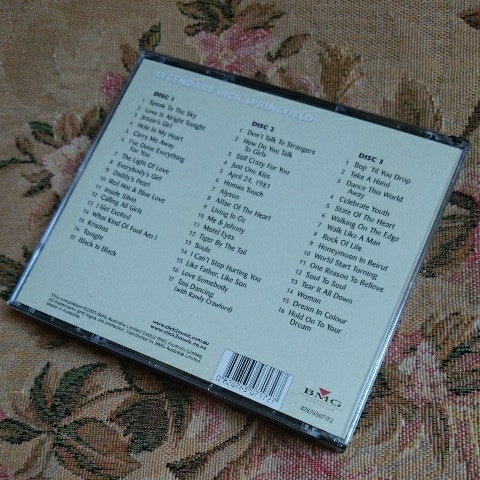 LEGENDARY RICK SPRINGFIELD
DISC 1
1 Speak To The Sky
2 Love Is Alright Tonight
3 Jessie's Girl
4 Hole In My Heart
5 Carry Me Away
6 I've Done Everything
For You
7 The Light Of Love
8 Everybody's Girl
9 Daddy's Pearl
10 Red Hot & Blue Love
11 Inside Silvia
12 Calling All Girls
13 I Get Excited
14 What Kind Of Fool Am I
15 Kristina
16 Tonight
17 Black Is Black
DISC 2
1 Don't Talk To Strangers
2 How Do You Talk
To Girls
3 Still Crazy For You
4 Just One Kiss
5 April 24, 1981
6 Human Touch
7 Alyson
8 Affair Of The Heart
9 Living In Oz
10 Me & Johnny
11 Motel Eyes
12 Tiger By The Tail
13 Souls
14 I Can't Stop Hurting You
15 Like Father, Like Son
16 Love Somebody
17 Taxi Dancing
(with Randy Crawford)
DISC 3
1 Bop 'Til You Drop
2 Take A Hand
3 Dance This World
Away
4 Celebrate Youth
5 State Of The Heart
6 Walking On The Edge
7 Walk Like A Man
8 Rock Of Life
9 Honeymoon In Beirut
10 World Start Turning
11 One Reason To Believe
12 Soul To Soul
13 Tear It All Down
14 Woman
15 Dream In Colour
16 Hold On To Your
Dream
www.click2music.com.au
www.click2music.co.nz
BMG